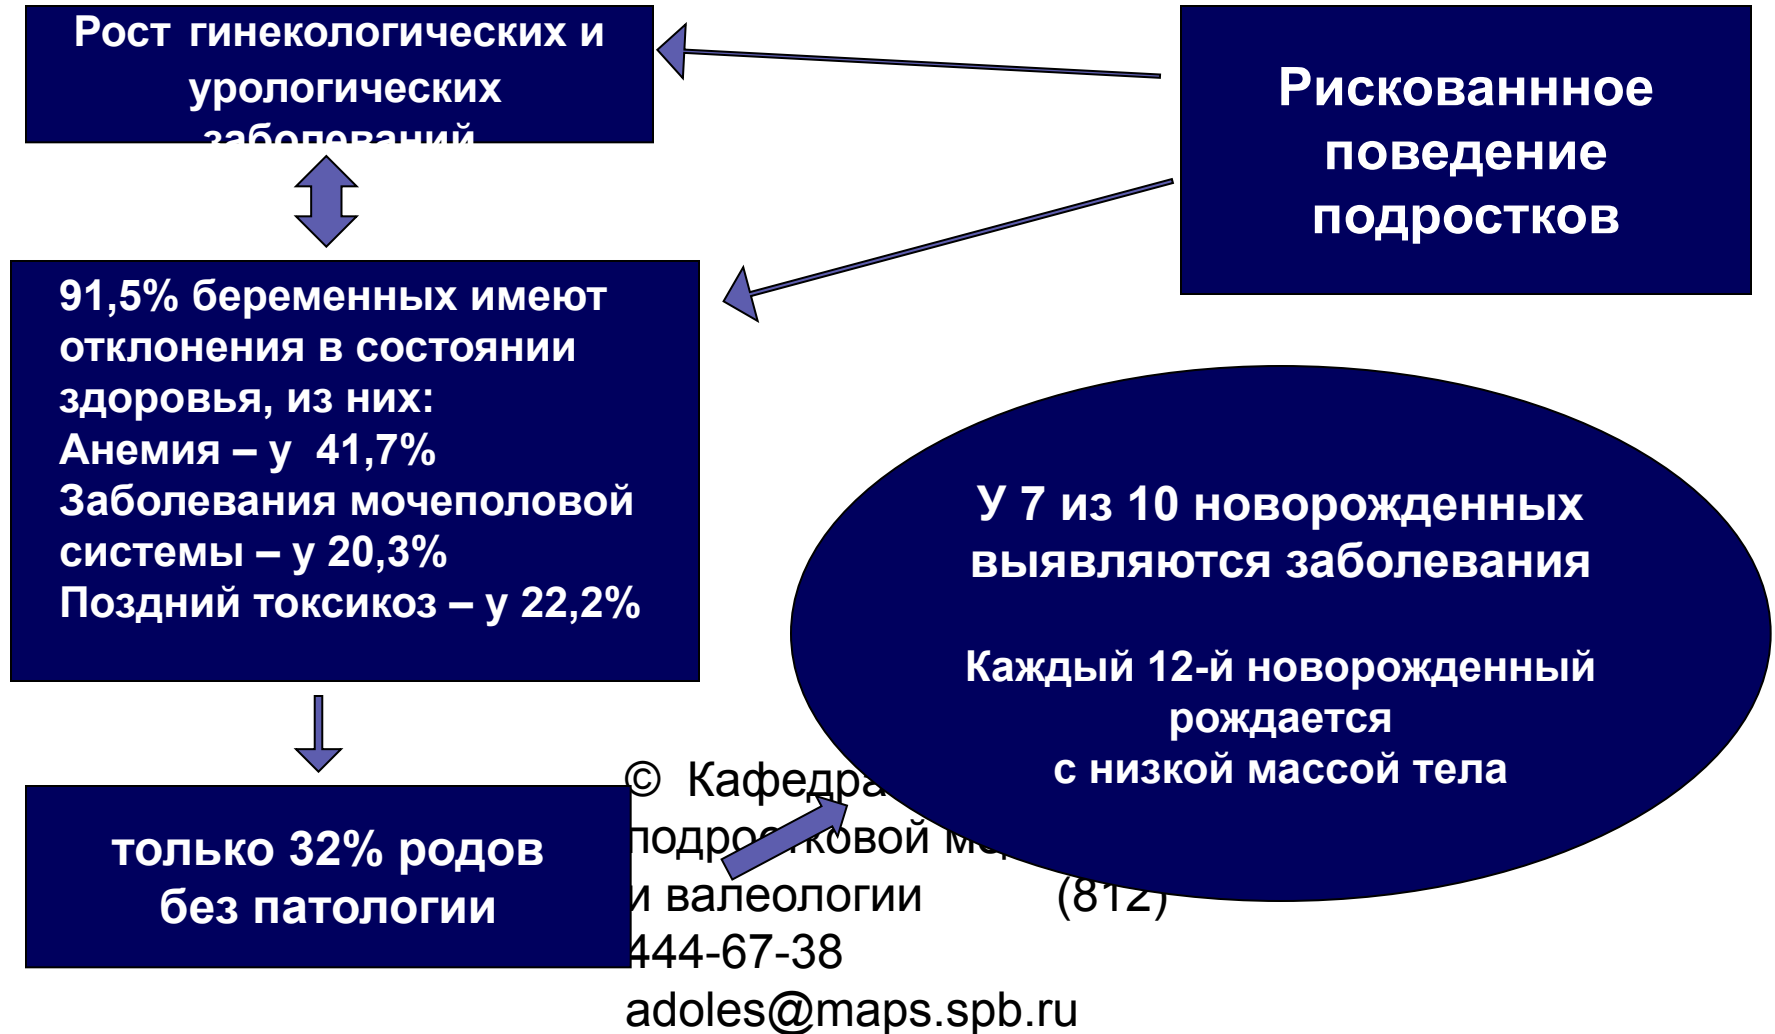 Рост гинекологических и
урологических
заболеваний
Рискованнное
поведение
подростков
91,5% беременных имеют
отклонения в состоянии
здоровья, из них:
Анемия – у 41,7%
Заболевания мочеполовой
системы – у 20,3%
Поздний токсикоз – у 22,2%
У 7 из 10 новорожденных
выявляются заболевания
Каждый 12-й новорожденный
рождается
с низкой массой тела
только 32% родов
без патологии
© Кафедра
подростковой
и валеологии (812)
444-67-38
adoles@maps.spb.ru